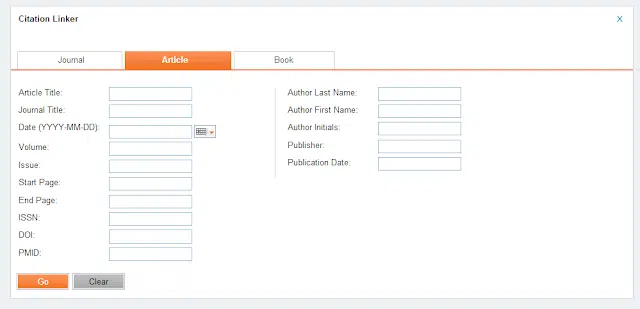 Citation Linker
X
Journal
Article
Book
Article Title:
Journal Title:
Date (YYYY-MM-DD):
Volume:
Issue:
Start Page:
End Page:
ISSN:
DOI:
PMID:
Author Last Name:
Author First Name:
Author Initials:
Publisher:
Publication Date:
Go
Clear